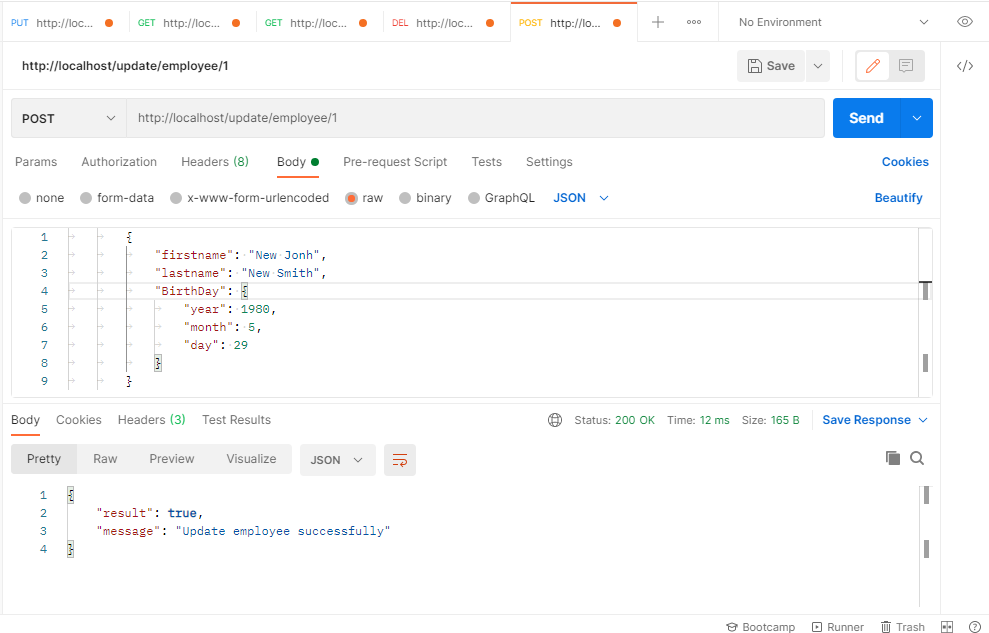 PUT http://loc...
GET http://loc...
GET http://loc...
DEL http://loc...
POST http://lo...
No Environment
http://localhost/update/employee/1
Save
POST http://localhost/update/employee/1 Send
Params Authorization Headers (8) Body Pre-request Script Tests Settings Cookies
none form-data x-www-form-urlencoded raw binary GraphQL JSON Beautify
1 {
2 "firstname": "New Jonh",
3 "lastname": "New Smith",
4 "BirthDay": {
5 "year": 1980,
6 "month": 5,
7 "day": 29
8 }
9 }
Body Cookies Headers (3) Test Results Status: 200 OK Time: 12 ms Size: 165 B Save Response
Pretty Raw Preview Visualize JSON
1 {
2 "result": true,
3 "message": "Update employee successfully"
4 }
Bootcamp Runner Trash